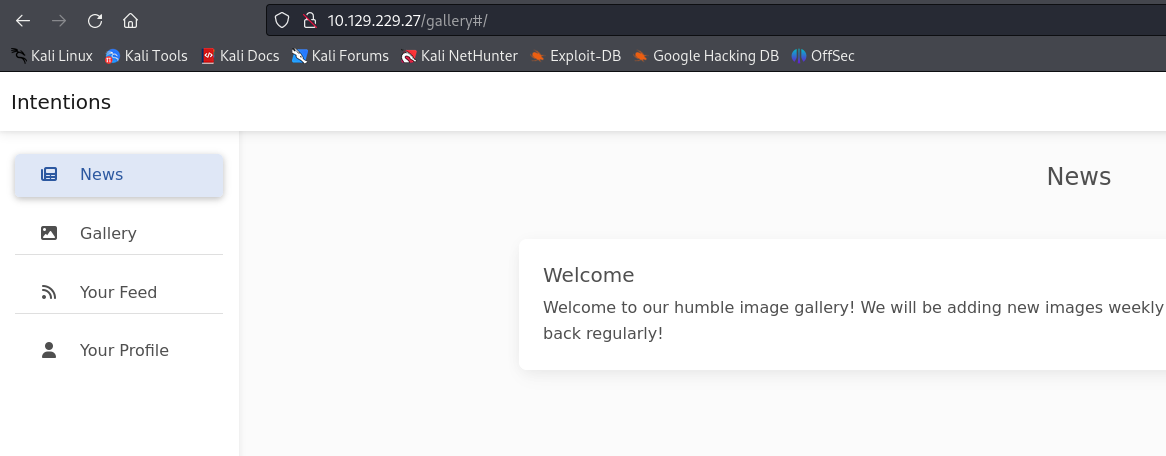 10.129.229.27/gallery#/
Kali Linux Kali Tools Kali Docs Kali Forums Kali NetHunter Exploit-DB Google Hacking DB OffSec
Intentions
News
Gallery
Your Feed
Your Profile
News
Welcome
Welcome to our humble image gallery! We will be adding new images weekly
back regularly!